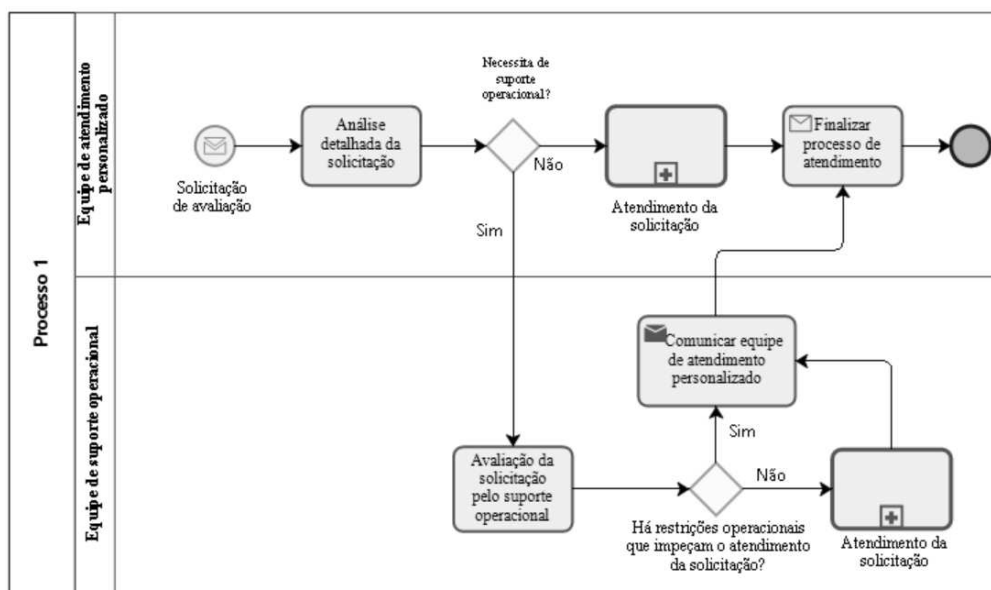 Processo 1
Equipe de atendimento
personalizado
Solicitação
de avaliação
Análise
detalhada da
solicitação
Necessita de
suporte
operacional?
Não
Sim
Atendimento da
solicitação
Finalizar
processo de
atendimento
Equipe de suporte operacional
Avaliação da
solicitação
pelo suporte
operacional
Há restrições operacionais
que impeçam o atendimento
da solicitação?
Sim
Não
Comunicar equipe
de atendimento
personalizado
Atendimento da
solicitação